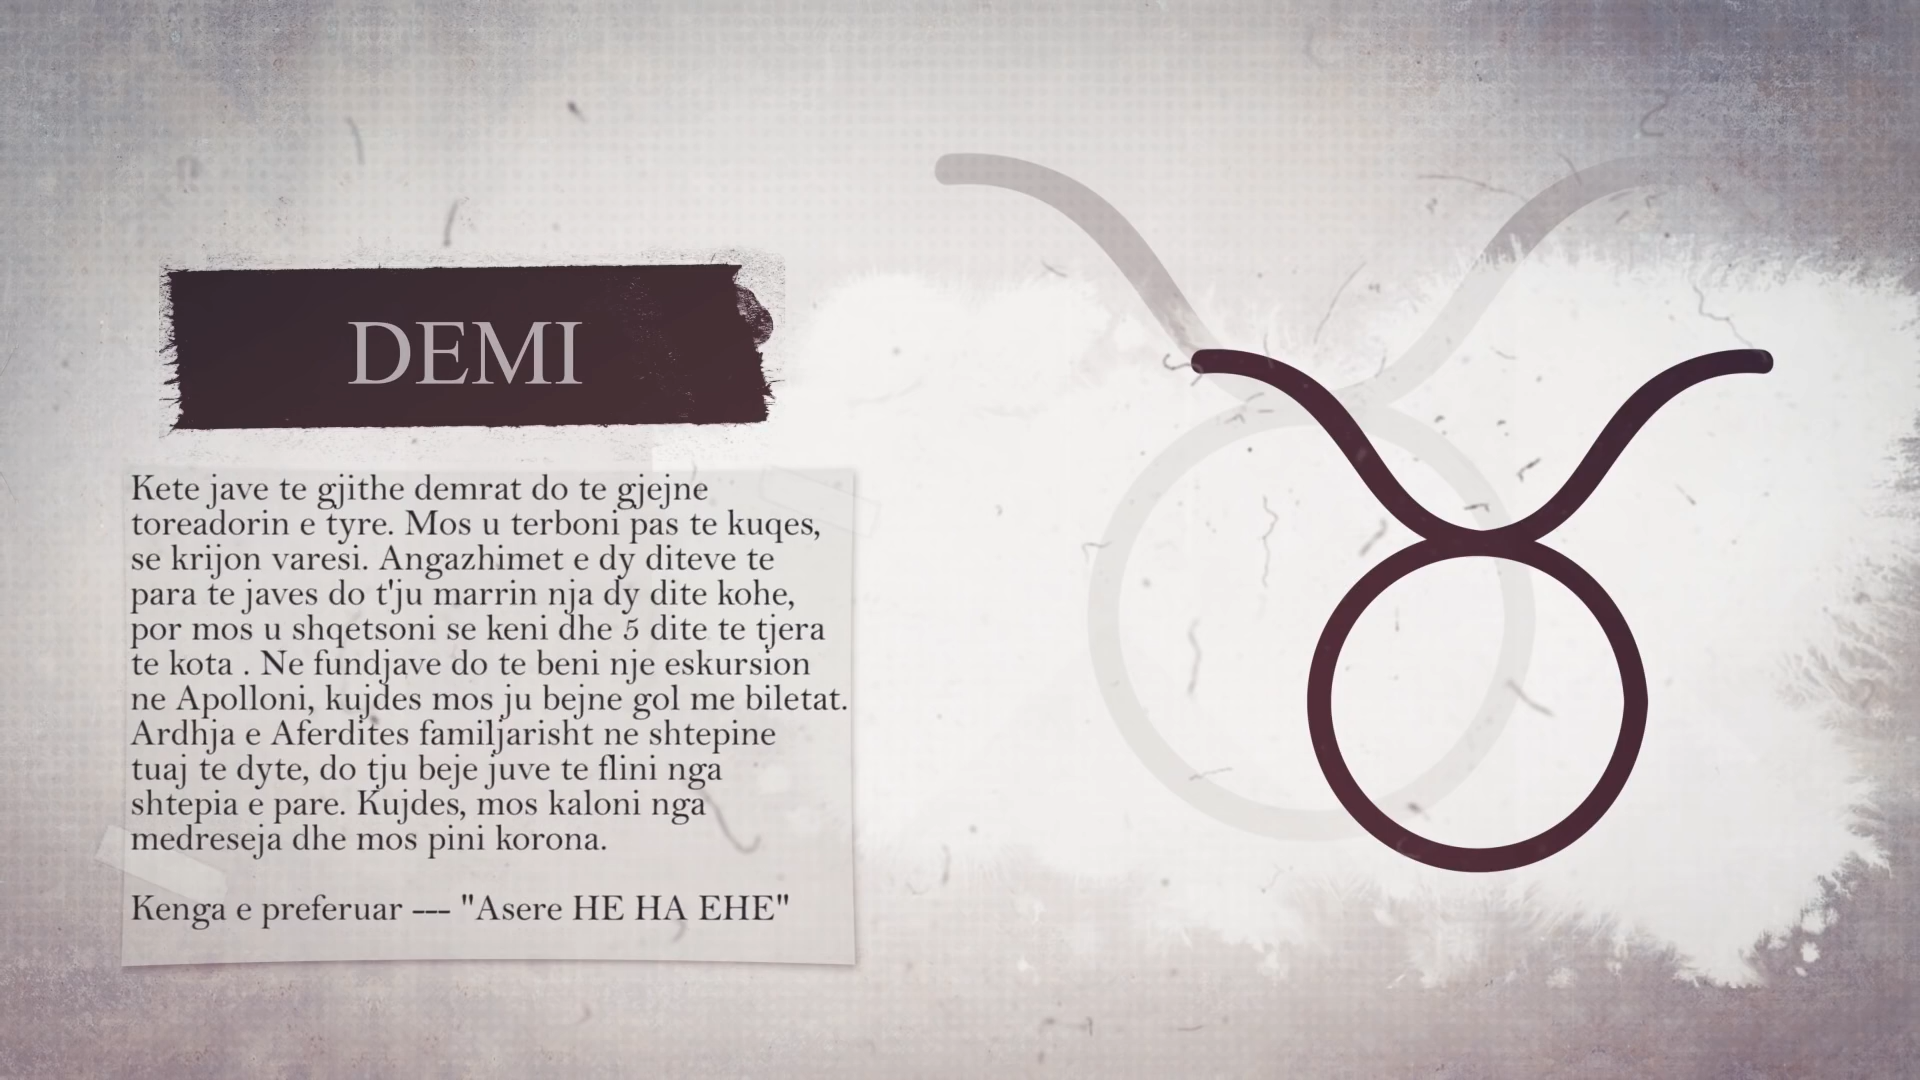 DEMI
Kete jave te gjithe demrat do te gjejne
toreadorin e tyre. Mos u terboni pas te kuqes,
se krijon varesi. Angazhimet e dy diteve te
para te javes do t'ju marrin nja dy dite kohe,
por mos u shqetsoni se keni dhe 5 dite te tjera
te kota . Ne fundjave do te beni nje eskursion
ne Apolloni, kujdes mos ju bejne gol me biletat.
Ardhja e Aferdites familjarisht ne shtepine
tuaj te dyte, do tju beje juve te flini nga
shtepia e pare. Kujdes, mos kaloni nga
medreseja dhe mos pini korona.
Kenga e preferuar --- "Asere HE HA EHE"